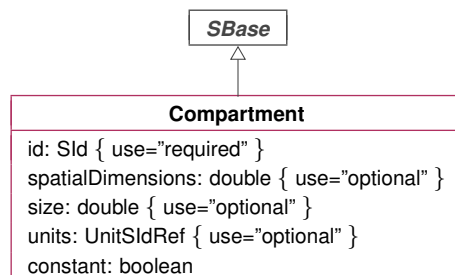 SBase
Compartment
id: SId { use=”required” }
spatialDimensions: double { use=”optional” }
size: double { use=”optional” }
units: UnitSIdRef { use=”optional” }
constant: boolean